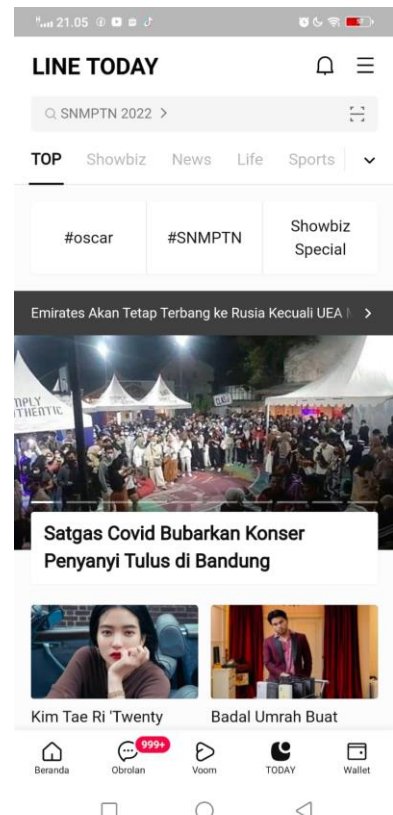 21.05
LINE TODAY
SNMPTN 2022 >
TOP Showbiz News Life Sports
#oscar
#SNMPTN
Showbiz
Special
Emirates Akan Tetap Terbang ke Rusia Kecuali UEA
Satgas Covid Bubarkan Konser
Penyanyi Tulus di Bandung
Kim Tae Ri 'Twenty
Badal Umrah Buat
999+
Beranda
Obrolan
Voom
TODAY
Wallet